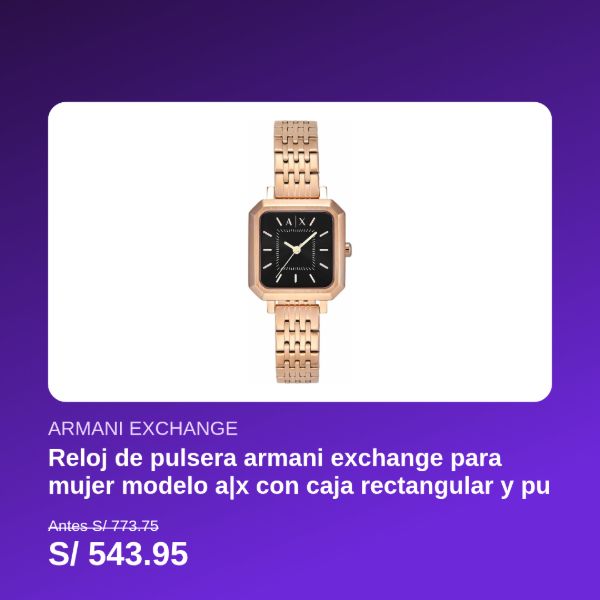 A|X
ARMANI EXCHANGE
Reloj de pulsera armani exchange para
mujer modelo a|x con caja rectangular y pu
Antes S/ 773.75
S/ 543.95